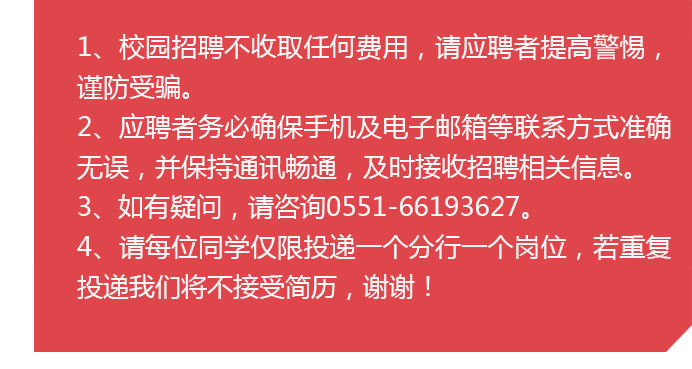 1、校园招聘不收取任何费用，请应聘者提高警惕，
谨防受骗。
2、应聘者务必确保手机及电子邮箱等联系方式准确
无误，并保持通讯畅通，及时接收招聘相关信息。
3、如有疑问，请咨询0551-66193627。
4、请每位同学仅限投递一个分行一个岗位，若重复
投递我们将不接受简历，谢谢！